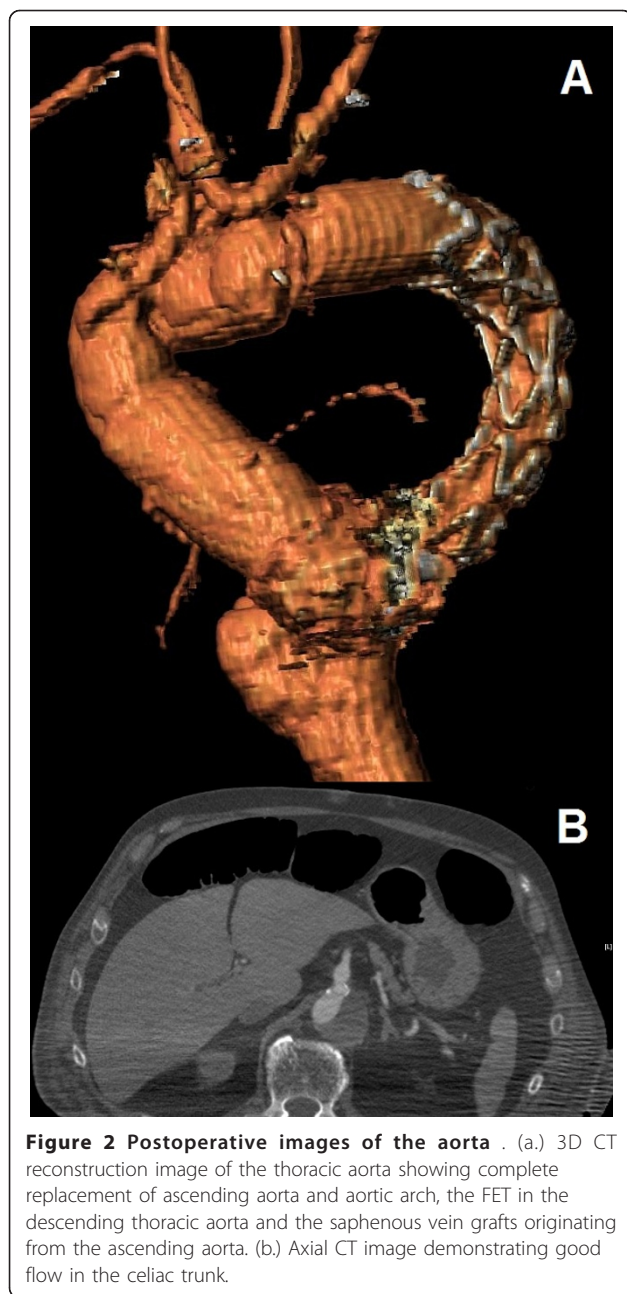 A
B
[L]
Figure 2 Postoperative images of the aorta . (a.) 3D CT
reconstruction image of the thoracic aorta showing complete
replacement of ascending aorta and aortic arch, the FET in the
descending thoracic aorta and the saphenous vein grafts originating
from the ascending aorta. (b.) Axial CT image demonstrating good
flow in the celiac trunk.